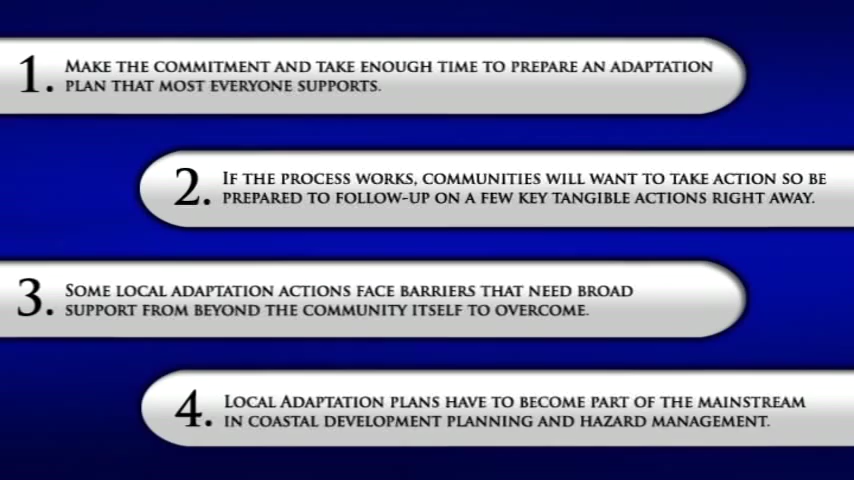 1. Make the commitment and take enough time to prepare an adaptation
plan that most everyone supports.
2. If the process works, communities will want to take action so be
prepared to follow-up on a few key tangible actions right away.
3. Some local adaptation actions face barriers that need broad
support from beyond the community itself to overcome.
4. Local Adaptation plans have to become part of the mainstream
in coastal development planning and hazard management.